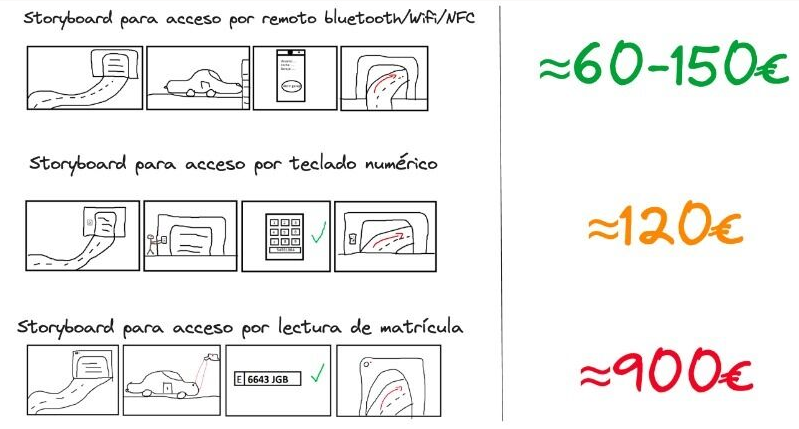 Storyboard para acceso por remoto bluetooth/Wifi/NFC
≈60-150€
Storyboard para acceso por teclado numérico
≈120€
Storyboard para acceso por lectura de matrícula
≈900€
E 6643 JGB